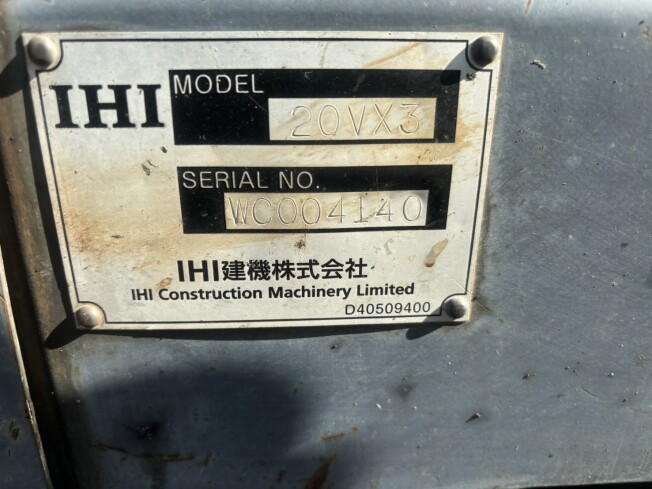 IHI
MODEL
20VX3
SERIAL NO.
WC004140
IHI建機株式会社
IHI Construction Machinery Limited
D40509400